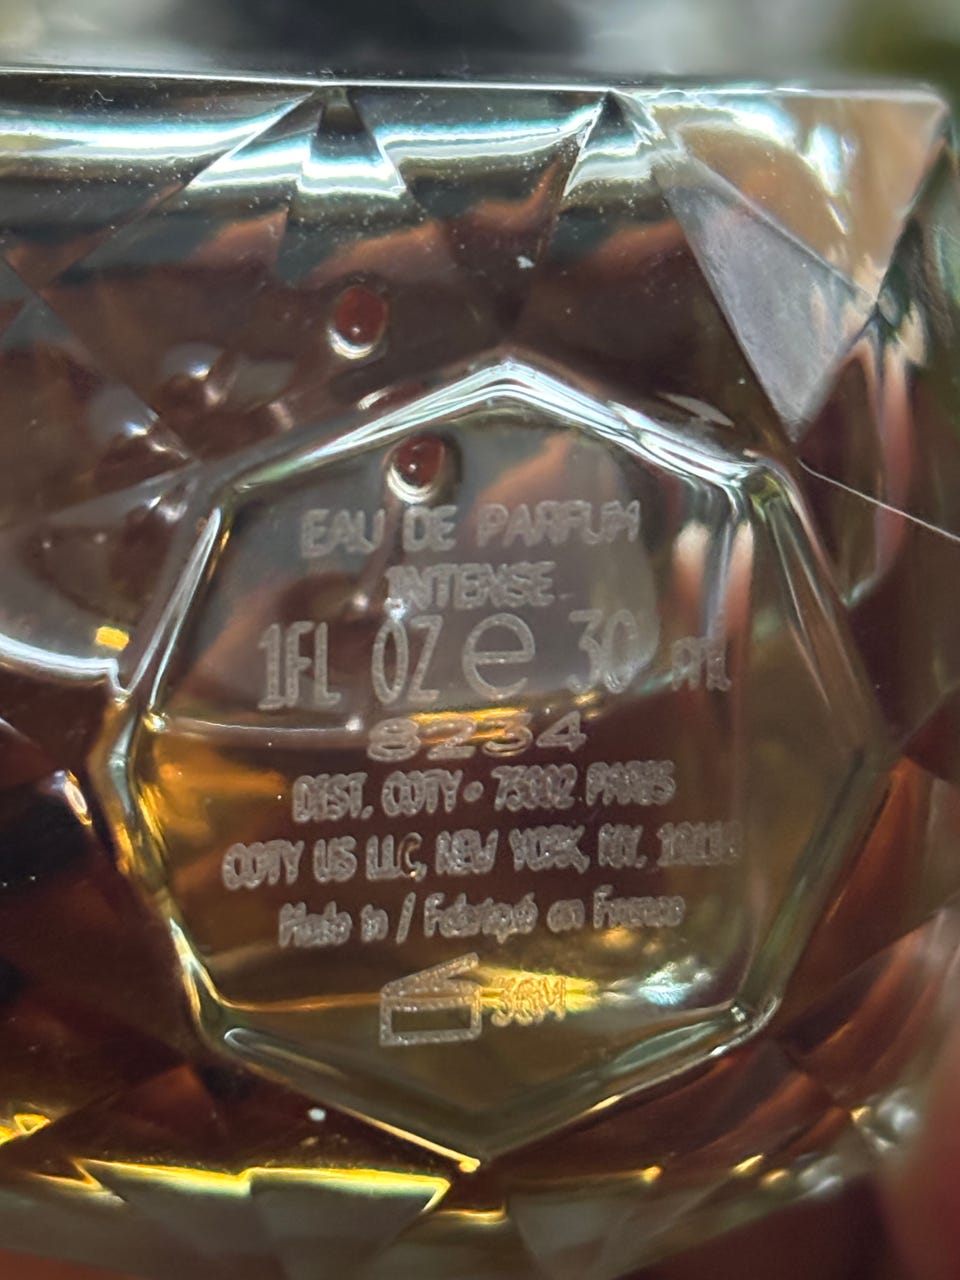 EAU DE PARFUM
INTENSE
1FL OZ e 30 ml
8234
DIST. COTY • 75002 PARIS
COTY US LLC, NEW YORK, NY.
Made in / Fabriqué en France
36M